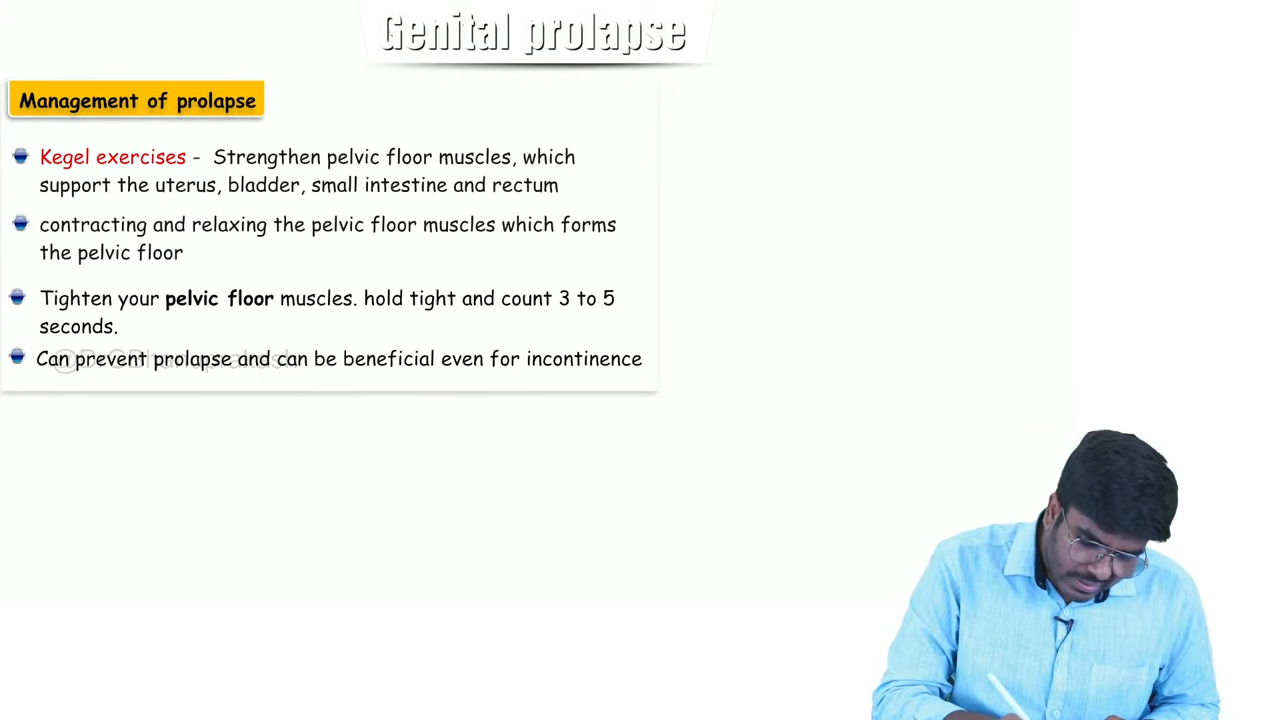 Genital prolapse
Management of prolapse
Kegel exercises - Strengthen pelvic floor muscles, which
support the uterus, bladder, small intestine and rectum
contracting and relaxing the pelvic floor muscles which forms
the pelvic floor
Tighten your pelvic floor muscles. hold tight and count 3 to 5
seconds.
Can prevent prolapse and can be beneficial even for incontinence